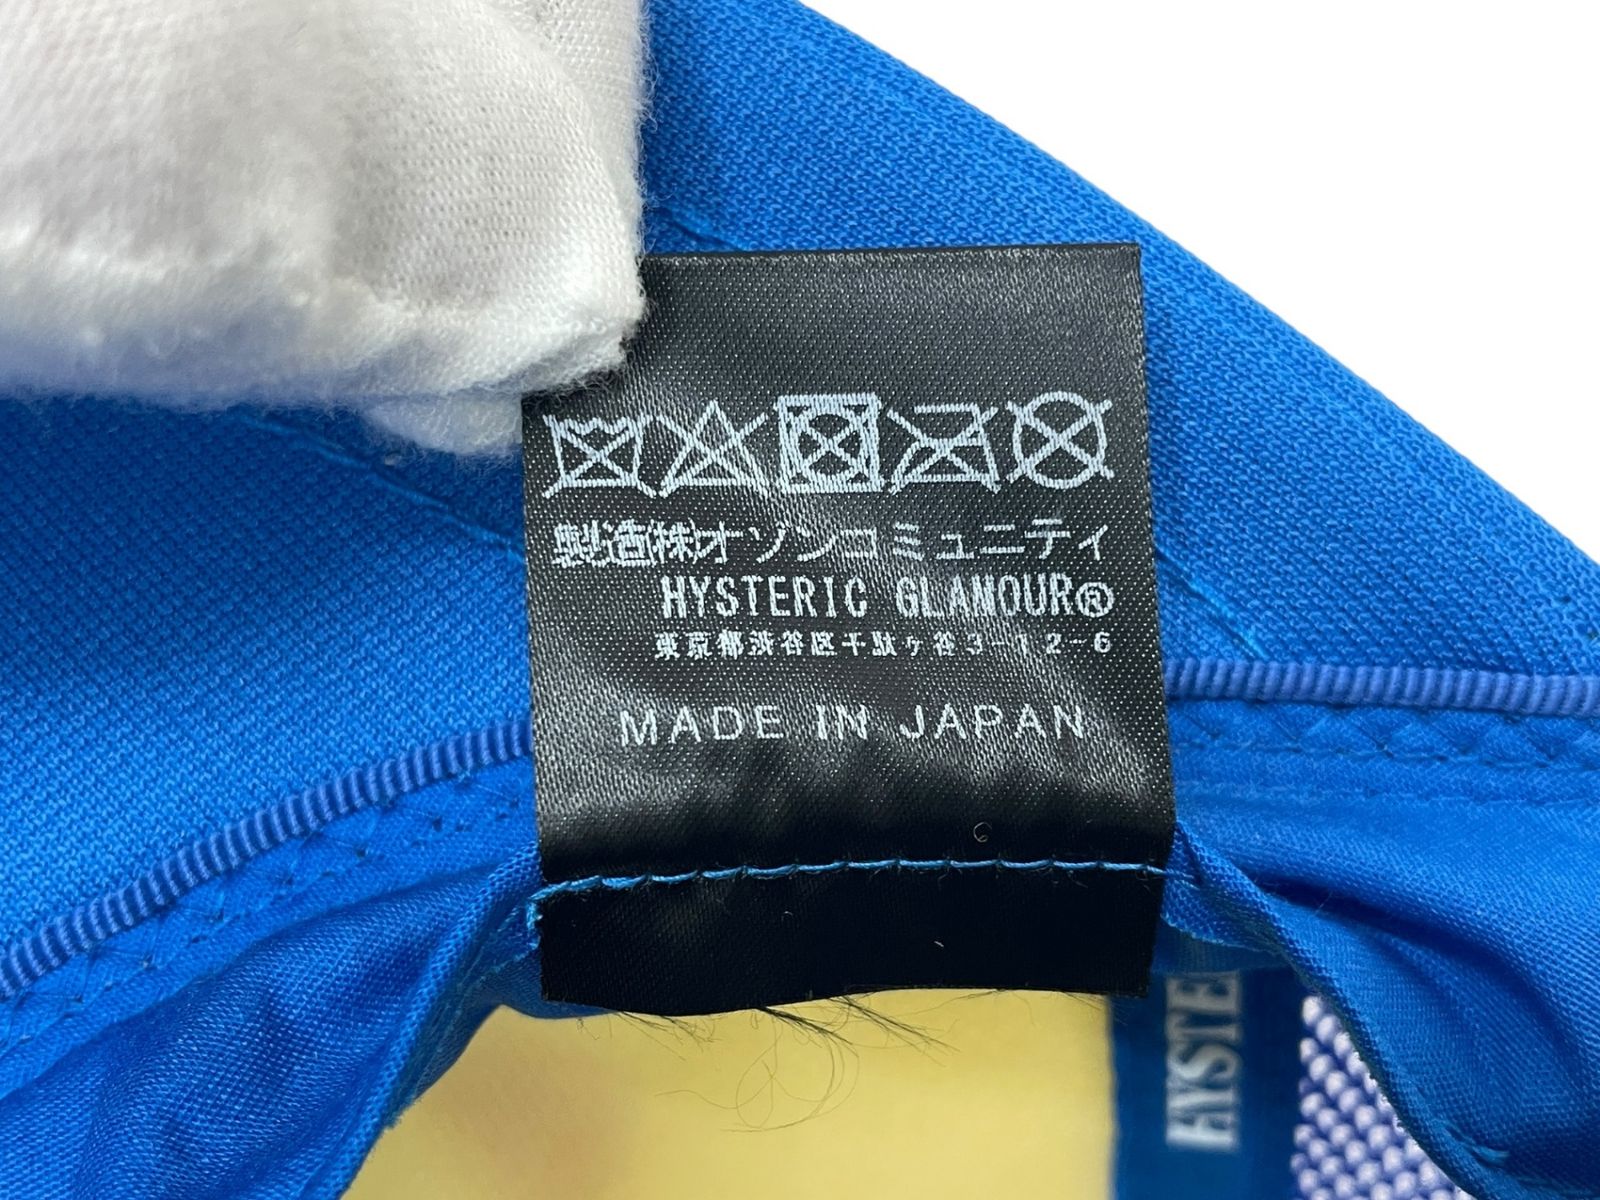 製造(株)オゾンコミュニティ
HYSTERIC GLAMOUR®
東京都渋谷区千駄ヶ谷3-12-6
MADE IN JAPAN
HYSTE